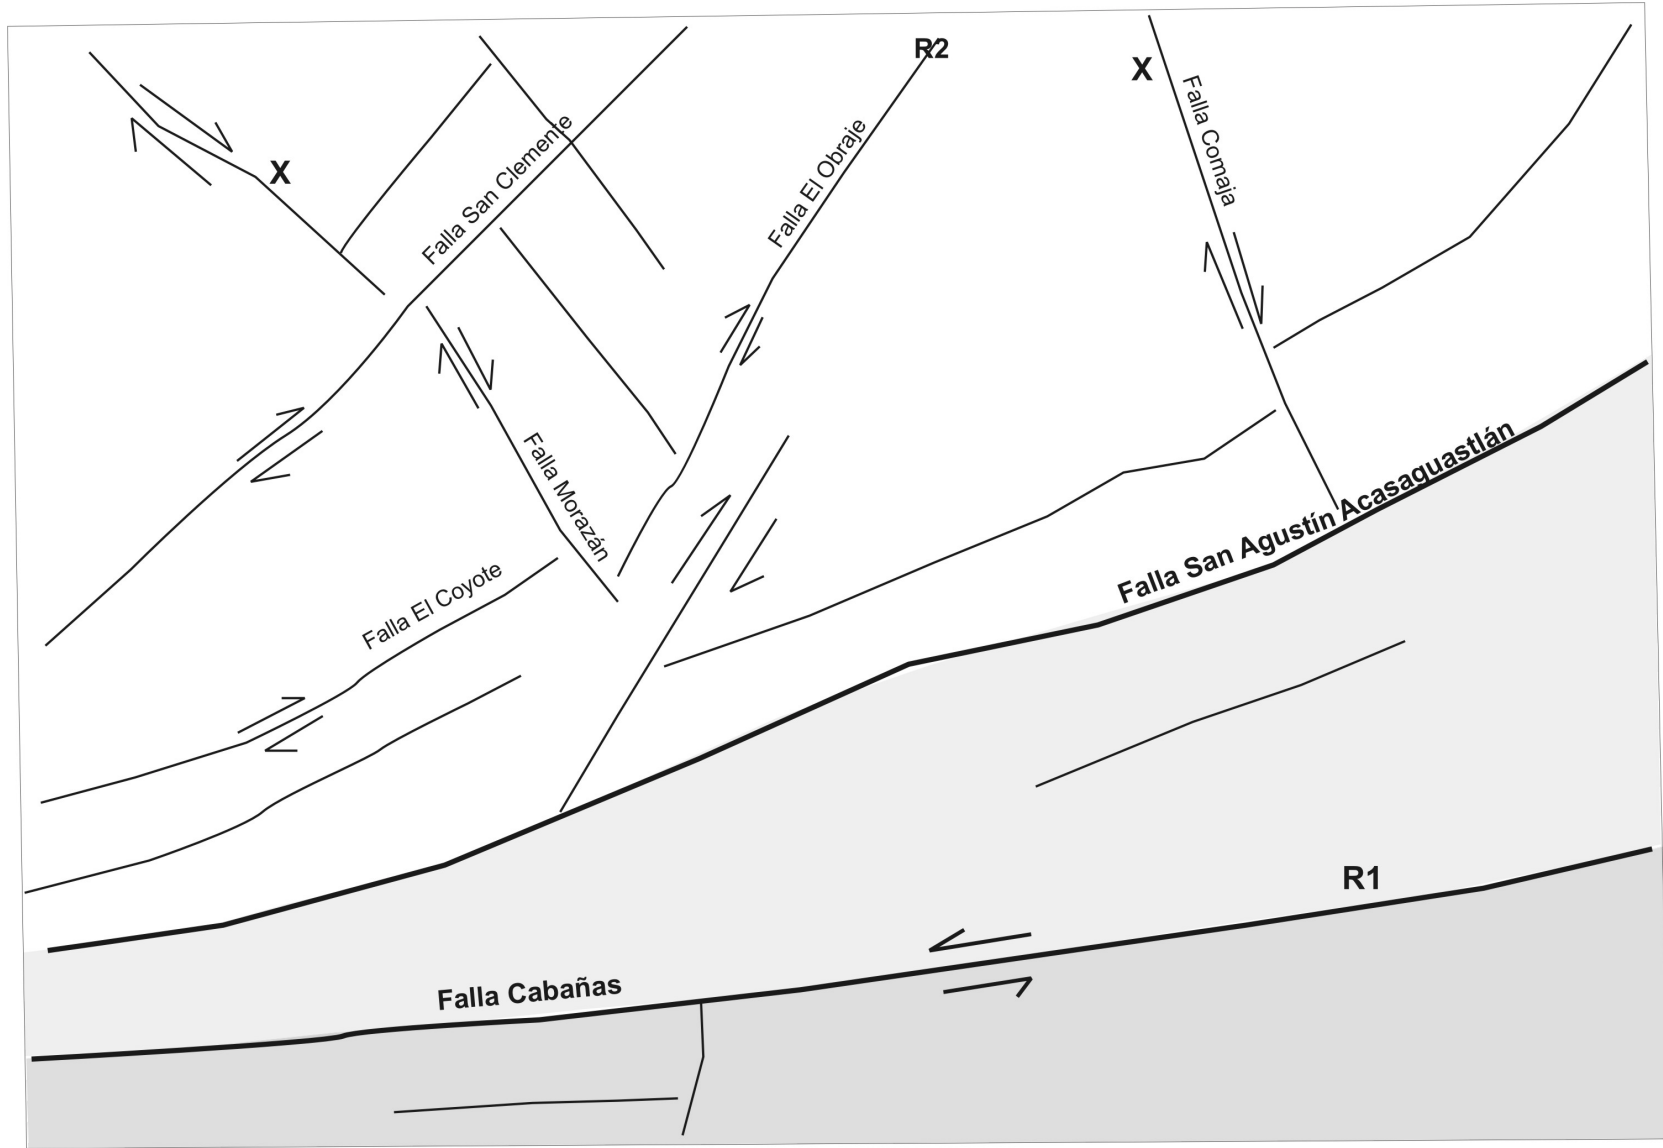 R2
X
Falla Comaja
X
Falla San Clemente
Falla El Obraje
Falla Morazán
Falla El Coyote
Falla San Agustín Acasaguastlán
R1
Falla Cabañas